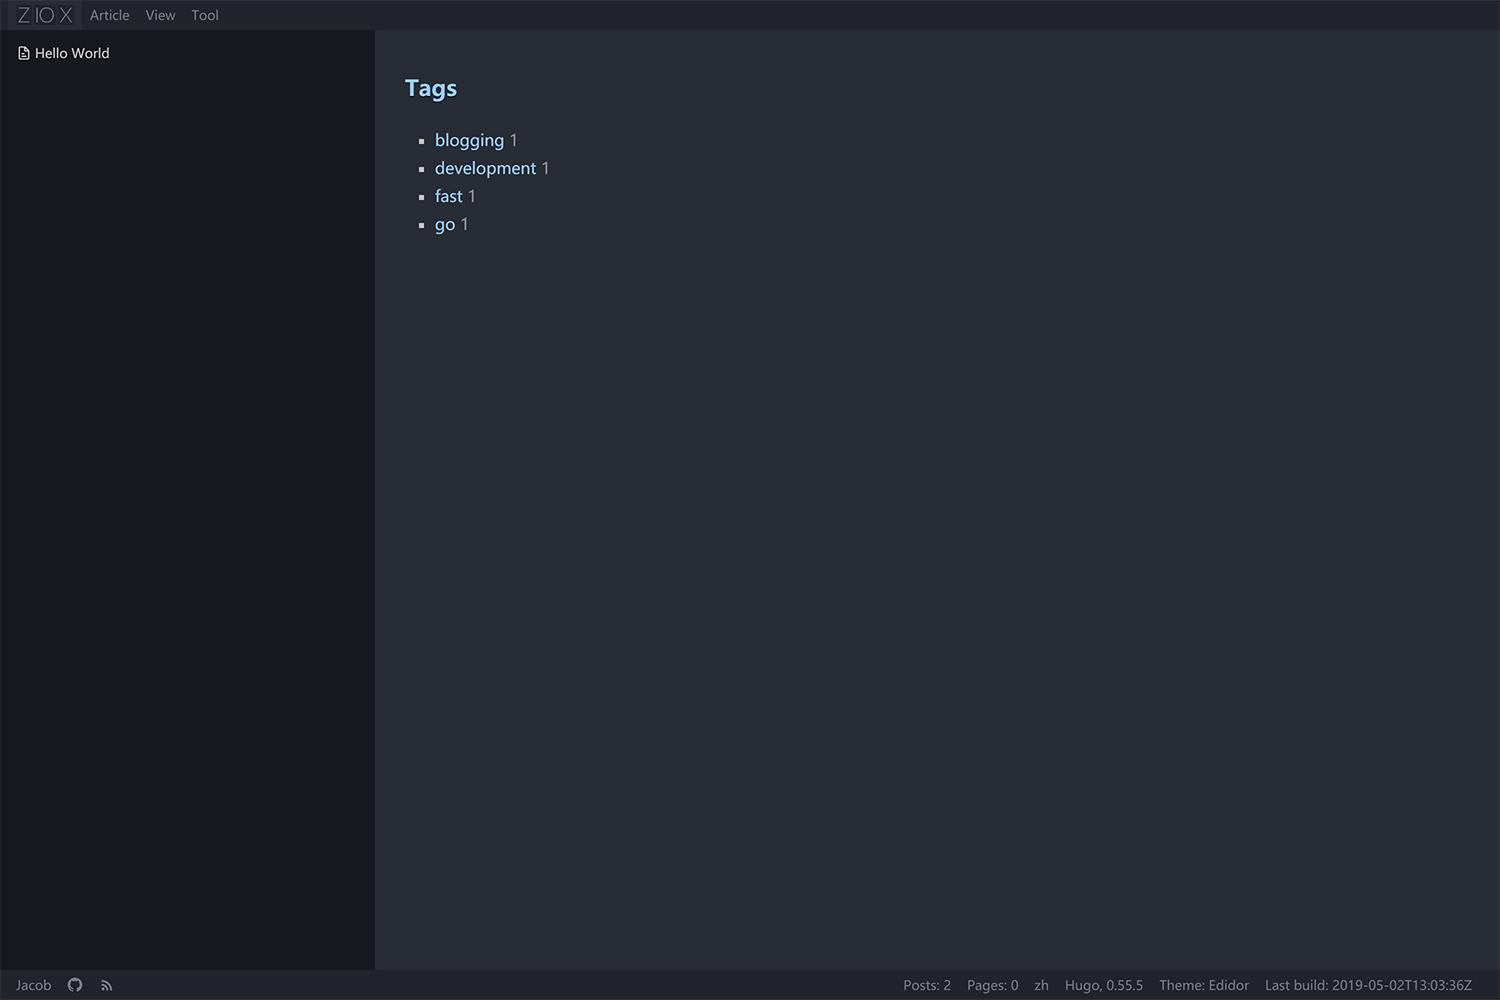 ZIOX Article View Tool
Hello World
Tags
blogging 1
development 1
fast 1
go 1
Jacob Posts: 2 Pages: 0 zh Hugo, 0.55.5 Theme: Edidor Last build: 2019-05-02T13:03:36Z